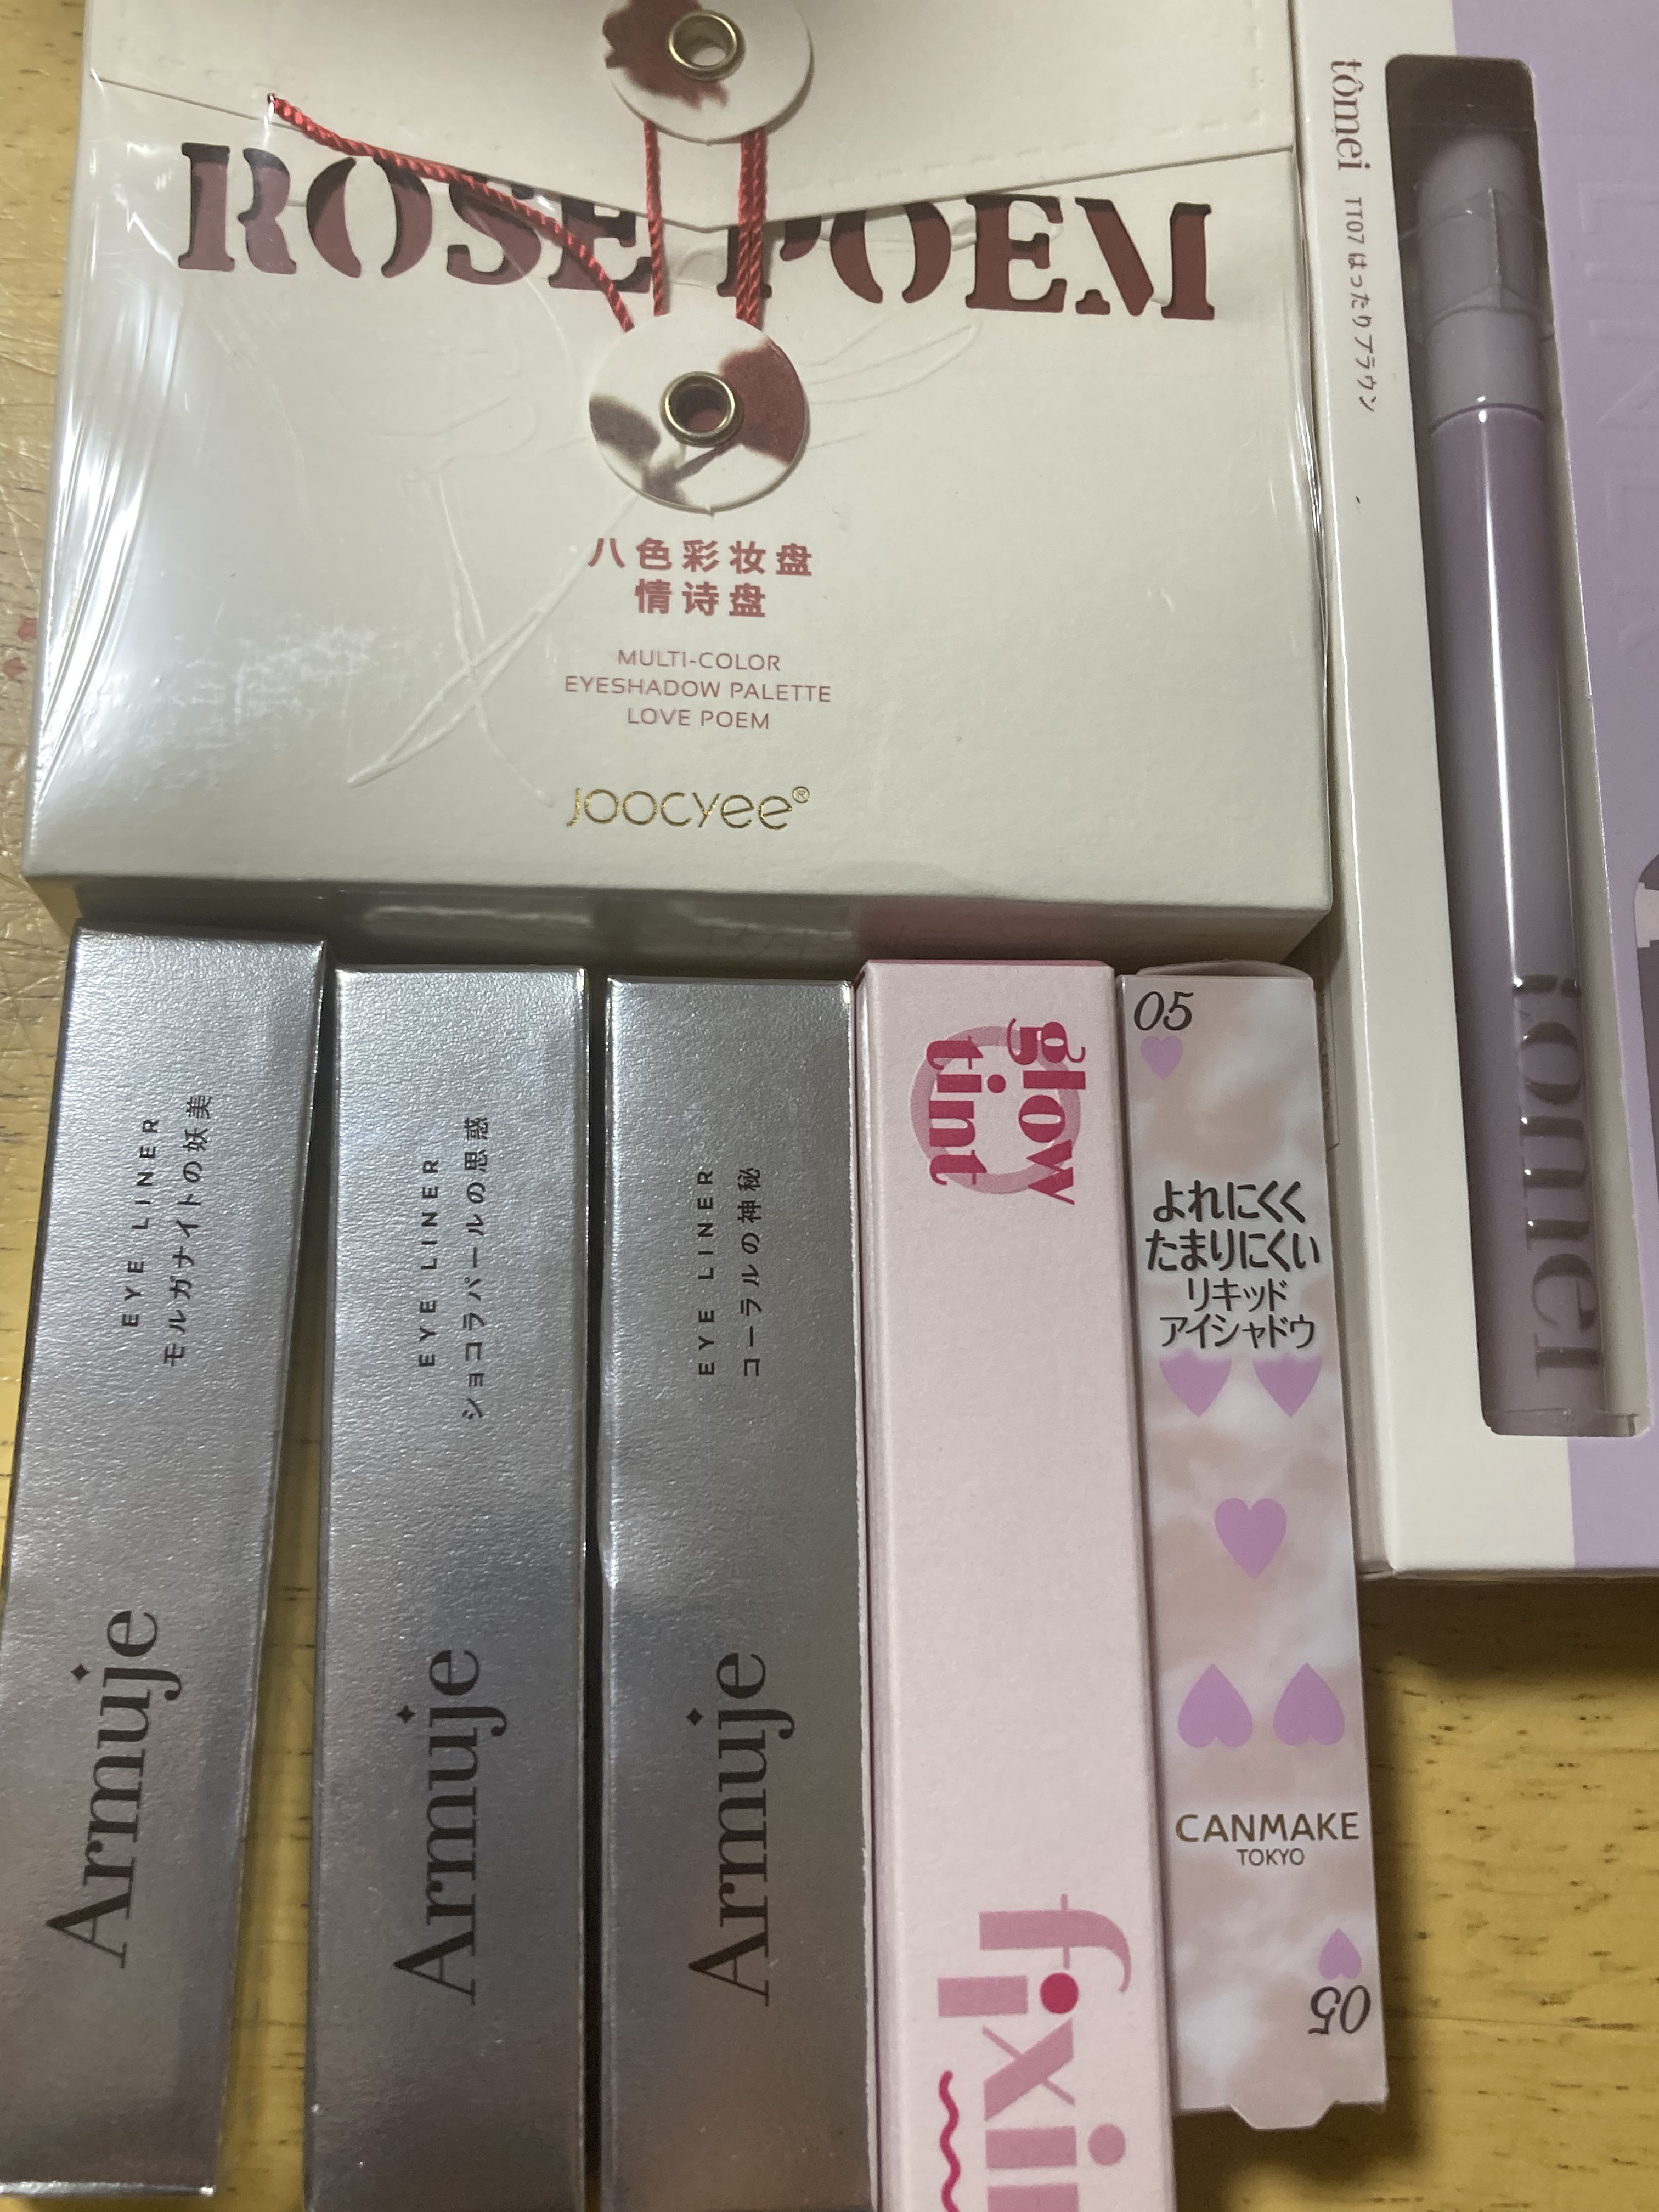 ROSE POEM
八色彩妆盘
情诗盘
MULTI-COLOR
EYESHADOW PALETTE
LOVE POEM
JOOCYEE®
tômei TT07 はったりブラウン
tômei
EYE LINER
モルガナイトの妖美
Armuje
EYE LINER
ショコラパールの思惑
Armuje
EYE LINER
コーラルの神秘
Armuje
glow
tint
05
よれにくく
たまりにくい
リキッド
アイシャドウ
CANMAKE
TOKYO
05